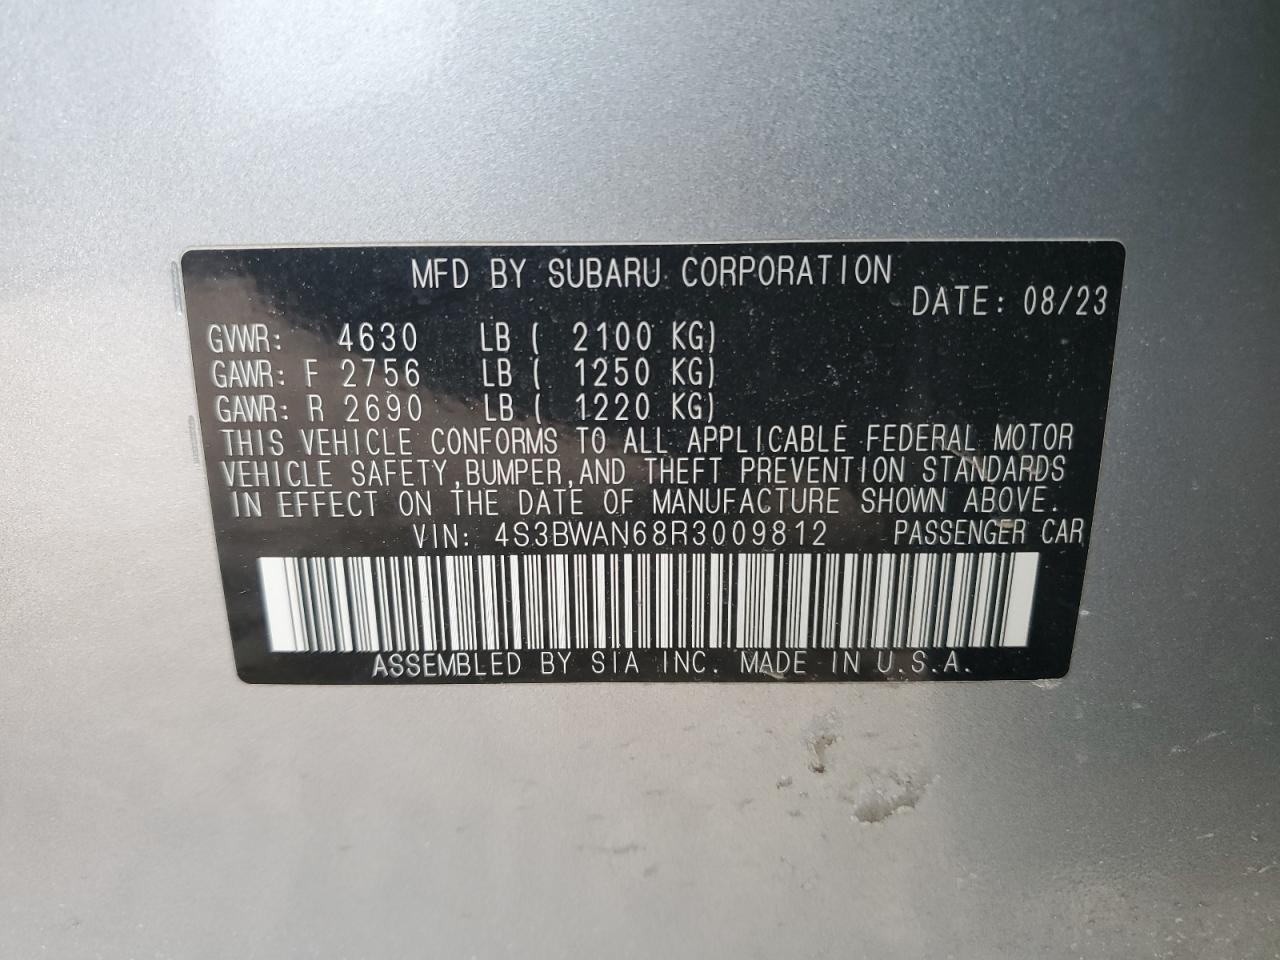 MFD BY SUBARU CORPORATION
DATE: 08/23
GVWR: 4630 LB ( 2100 KG)
GAWR: F 2756 LB ( 1250 KG)
GAWR: R 2690 LB ( 1220 KG)
THIS VEHICLE CONFORMS TO ALL APPLICABLE FEDERAL MOTOR
VEHICLE SAFETY,BUMPER,AND THEFT PREVENTION STANDARDS
IN EFFECT ON THE DATE OF MANUFACTURE SHOWN ABOVE.
VIN: 4S3BWAN68R3009812 PASSENGER CAR
ASSEMBLED BY SIA INC. MADE IN U.S.A.